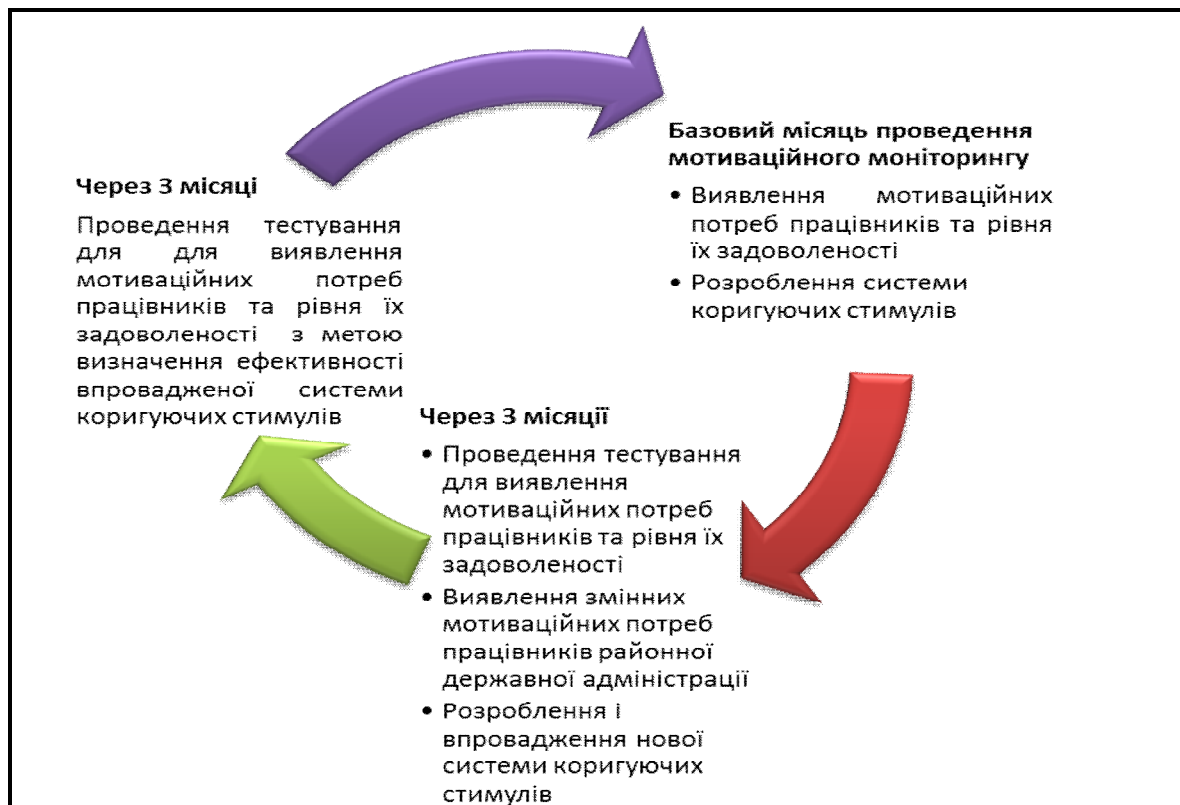 Базовий місяць проведення
мотиваційного моніторингу
• Виявлення мотиваційних
потреб працівників та рівня
їх задоволеності
• Розроблення системи
коригуючих стимулів
Через 3 місяції
• Проведення тестування
для виявлення
мотиваційних потреб
працівників та рівня їх
задоволеності
• Виявлення змінних
мотиваційних потреб
працівників районної
державної адміністрації
• Розроблення і
впровадження нової
системи коригуючих
стимулів
Через 3 місяці
Проведення тестування
для для виявлення
мотиваційних потреб
працівників та рівня їх
задоволеності з метою
визначення ефективності
впровадженої системи
коригуючих стимулів